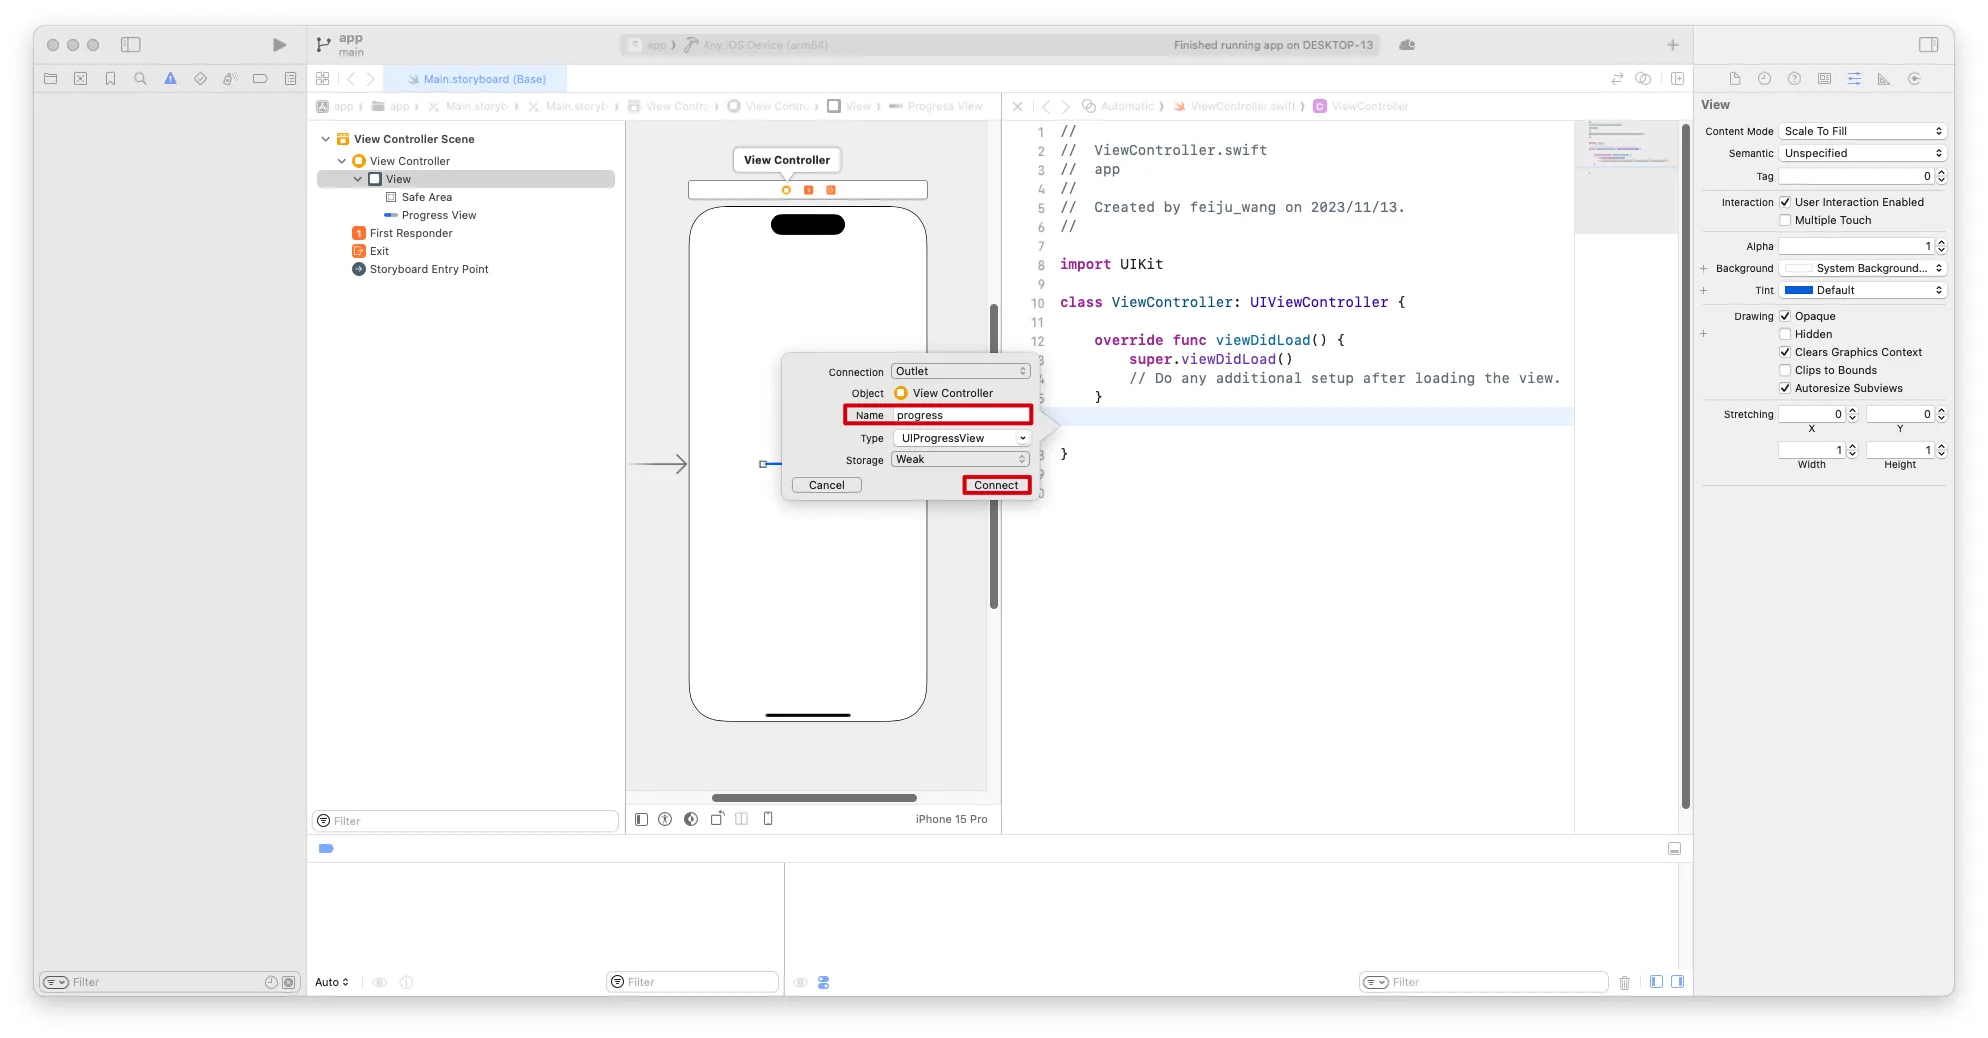 app
main
app
Any iOS Device (arm64)
Finished running app on DESKTOP-13
Main.storyboard (Base)
app
app
Main.storyb
Main.storyb
View Contro
View Contro
View
Progress View
Automatic
ViewController.swift
ViewController
View Controller Scene
View Controller
View
Safe Area
Progress View
First Responder
Exit
Storyboard Entry Point
Filter
View Controller
iPhone 15 Pro
1 //
2 // ViewController.swift
3 // app
4 //
5 // Created by feiju_wang on 2023/11/13.
6 //
7
8 import UIKit
9
10 class ViewController: UIViewController {
11
12 override func viewDidLoad() {
super.viewDidLoad()
// Do any additional setup after loading the view.
}
}
Connection Outlet
Object View Controller
Name progress
Type UIProgressView
Storage Weak
Cancel Connect
View
Content Mode Scale To Fill
Semantic Unspecified
Tag 0
Interaction User Interaction Enabled
Multiple Touch
Alpha 1
Background System Background...
Tint Default
Drawing Opaque
Hidden
Clears Graphics Context
Clips to Bounds
Autoresize Subviews
Stretching 0 0
X Y
1 1
Width Height
Filter
Auto
Filter
Filter